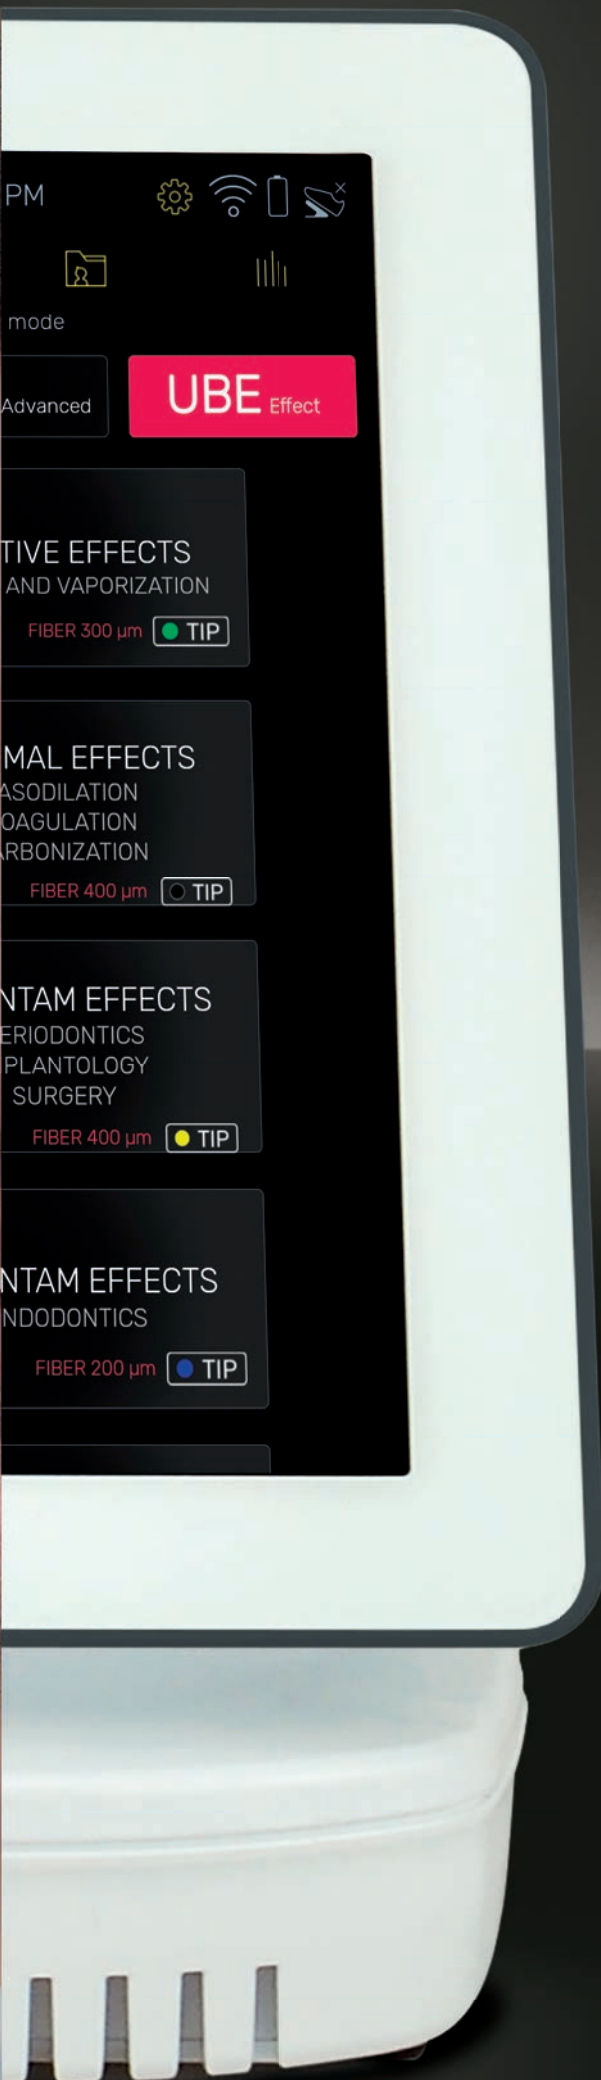 PM
mode
Advanced
UBE Effect
TIVE EFFECTS
AND VAPORIZATION
FIBER 300 µm TIP
MAL EFFECTS
ASODILATION
OAGULATION
ARBONIZATION
FIBER 400 µm TIP
NTAM EFFECTS
ERIODONTICS
PLANTOLOGY
SURGERY
FIBER 400 µm TIP
NTAM EFFECTS
NDODONTICS
FIBER 200 µm TIP